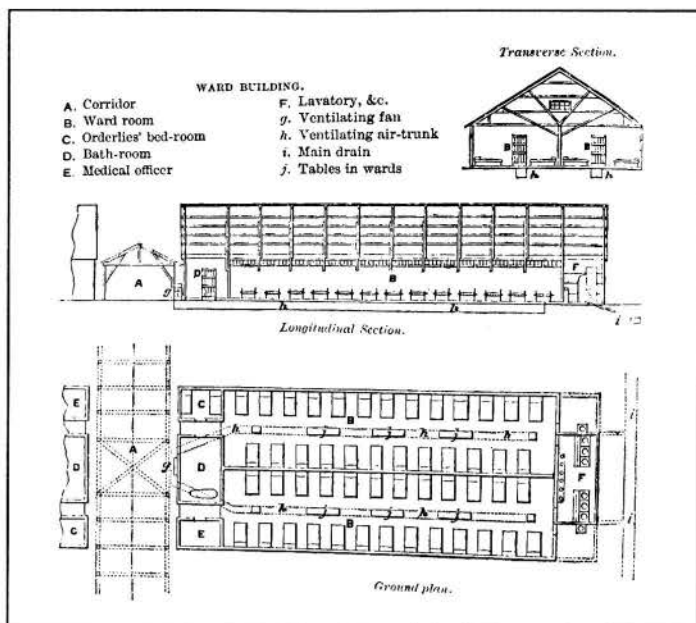 Transverse Section.
WARD BUILDING.
A. Corridor
B. Ward room
C. Orderlies' bed-room
D. Bath-room
E. Medical officer
F. Lavatory, &c.
g. Ventilating fan
h. Ventilating air-trunk
i. Main drain
j. Tables in wards
B B
h h
A g D B F
h h i
Longitudinal Section.
E C B i
A h j j h j h
D g D F
h j j h j
C E B i
Ground plan.